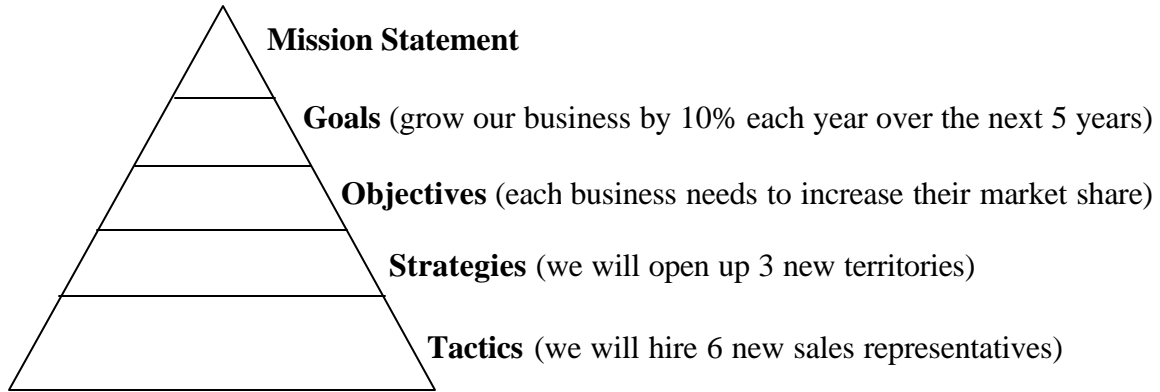 Mission Statement
Goals (grow our business by 10% each year over the next 5 years)
Objectives (each business needs to increase their market share)
Strategies (we will open up 3 new territories)
Tactics (we will hire 6 new sales representatives)